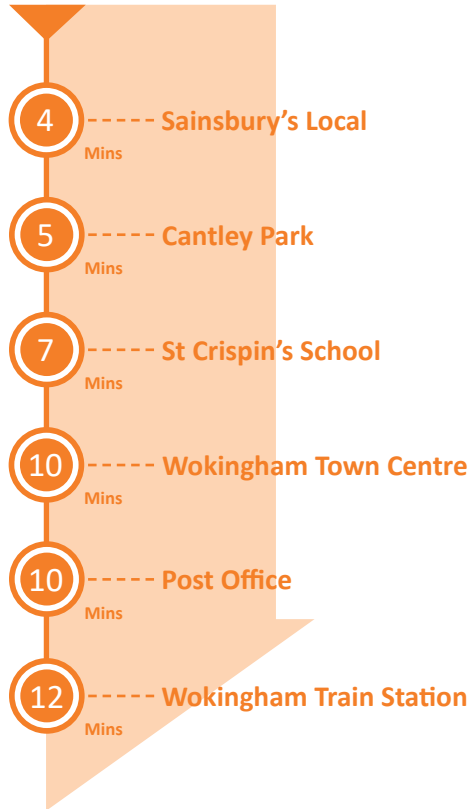 4 Sainsbury's Local
Mins
5 Cantley Park
Mins
7 St Crispin's School
Mins
10 Wokingham Town Centre
Mins
10 Post Office
Mins
12 Wokingham Train Station
Mins